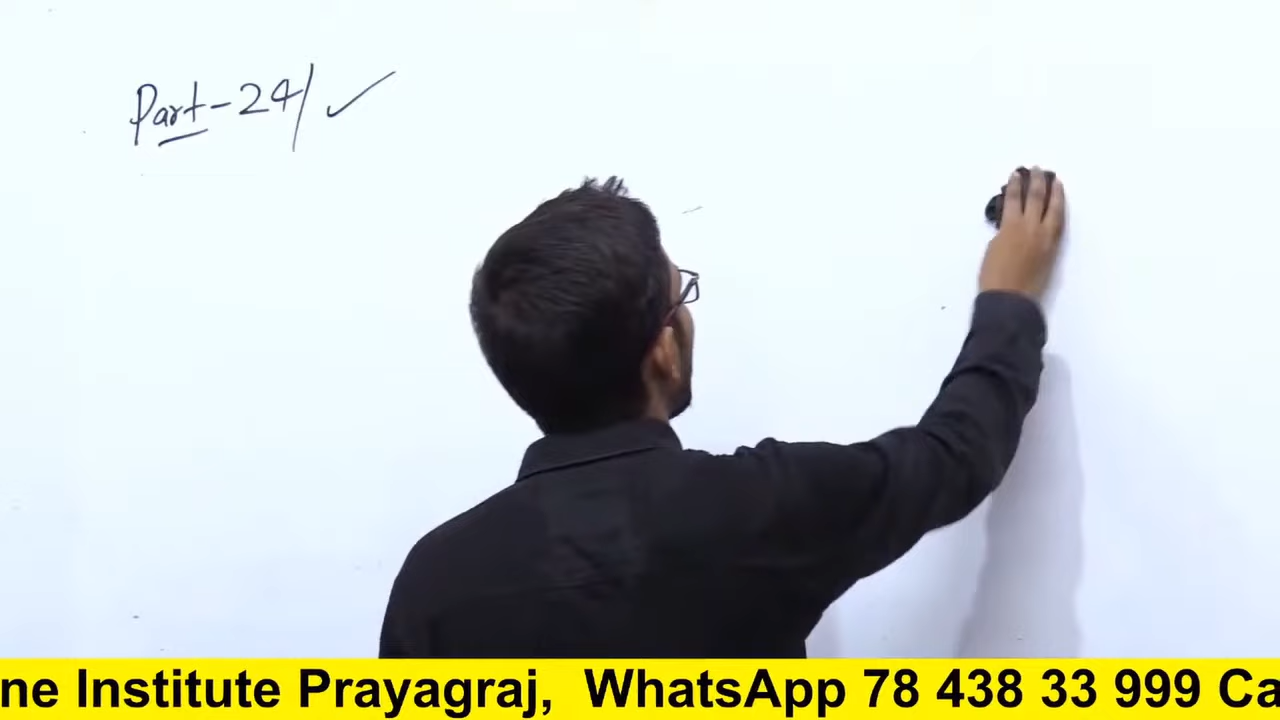 Part-24/ ✓
ne Institute Prayagraj, WhatsApp 78 438 33 999 Ca